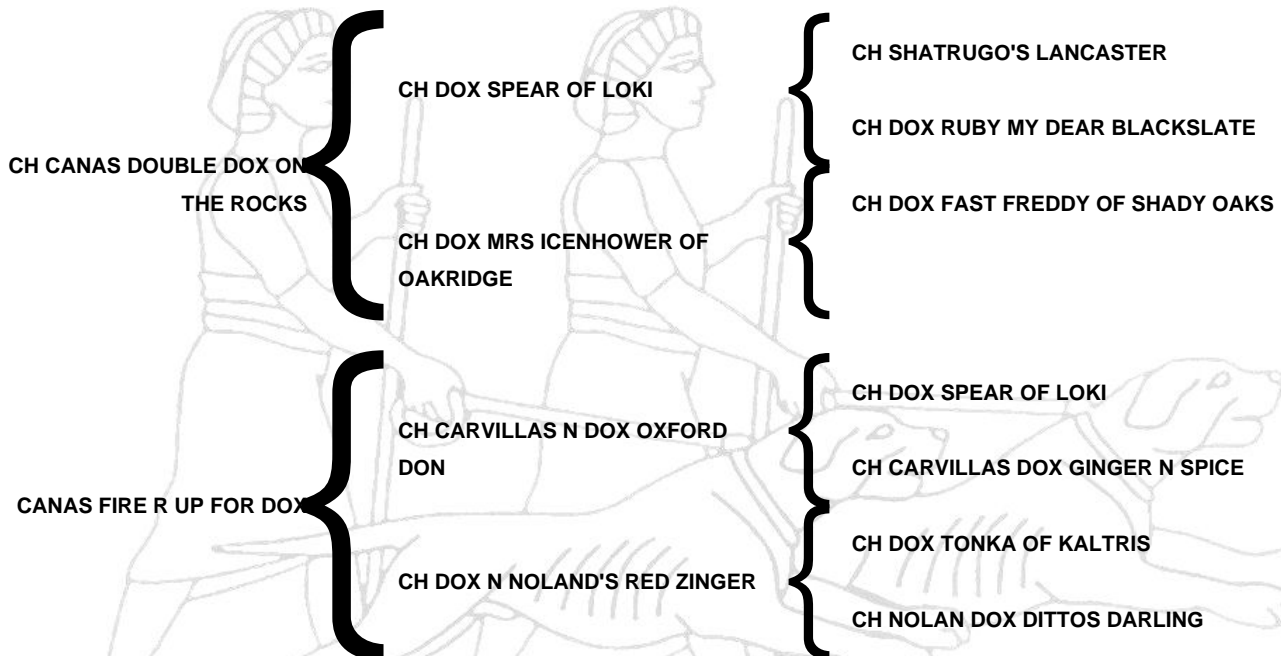 CH CANAS DOUBLE DOX ON
THE ROCKS
CH DOX SPEAR OF LOKI
CH SHATRUGO'S LANCASTER
CH DOX RUBY MY DEAR BLACKSLATE
CH DOX MRS ICENHOWER OF
OAKRIDGE
CH DOX FAST FREDDY OF SHADY OAKS
CANAS FIRE R UP FOR DOX
CH CARVILLAS N DOX OXFORD
DON
CH DOX SPEAR OF LOKI
CH CARVILLAS DOX GINGER N SPICE
CH DOX N NOLAND'S RED ZINGER
CH DOX TONKA OF KALTRIS
CH NOLAN DOX DITTOS DARLING